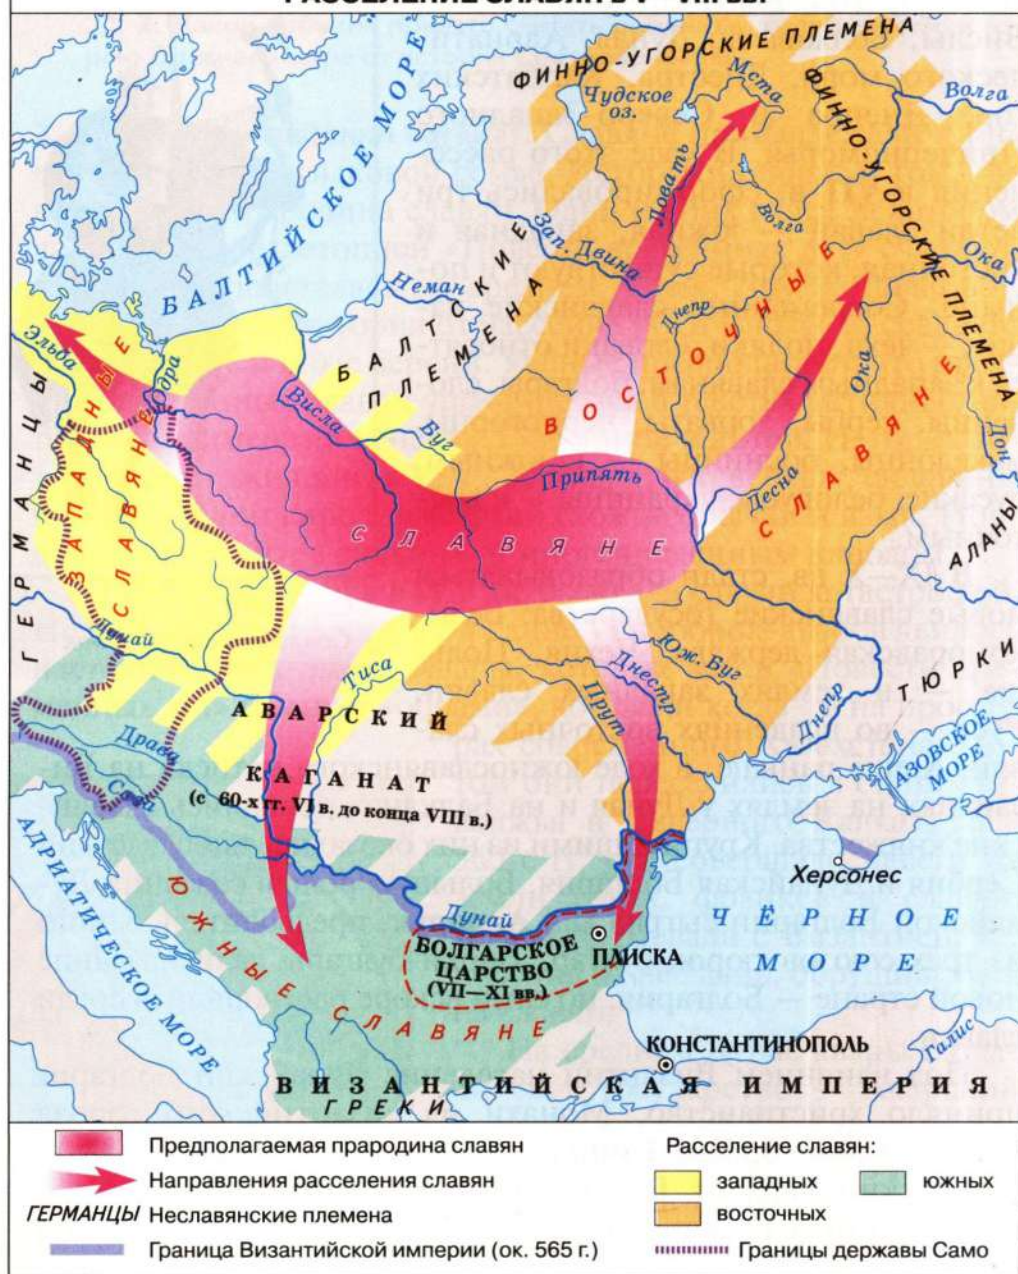 РАССЕЛЕНИЕ СЛАВЯН В V – VIII ВВ.
ФИННО-УГОРСКИЕ ПЛЕМЕНА
Чудское
оз.
Мста
ФИННО-УГОРСКИЕ ПЛЕМЕНА
Волга
БАЛТИЙСКОЕ МОРЕ
Ловать
Волга
Зап. Двина
Неман
Ока
Днепр
БАЛТСКИЕ
ПЛЕМЕНА
Эльба
Одра
Висла
Буг
ВОСТОЧНЫЕ
СЛАВЯНЕ
Ока
Дон
Припять
Десна
ГЕРМАНЦЫ
ЗАПАДНЫЕ
СЛАВЯНЕ
СЛАВЯНЕ
АЛАНЫ
Дунай
Тиса
Юж. Буг
Днестр
Прут
Днепр
ТЮРКИ
АВАРСКИЙ
КАГАНАТ
(с 60-х гг. VI в. до конца VIII в.)
Драва
Сава
АЗОВСКОЕ
МОРЕ
Херсонес
АДРИАТИЧЕСКОЕ МОРЕ
ЮЖНЫЕ СЛАВЯНЕ
Дунай
БОЛГАРСКОЕ
ЦАРСТВО
(VII—XI вв.)
ПЛИСКА
ЧЁРНОЕ
МОРЕ
КОНСТАНТИНОПОЛЬ
Галис
ВИЗАНТИЙСКАЯ ИМПЕРИЯ
ГРЕКИ
Предполагаемая прародина славян
Направления расселения славян
ГЕРМАНЦЫ Неславянские племена
Граница Византийской империи (ок. 565 г.)
Расселение славян:
западных южных
восточных
Границы державы Само